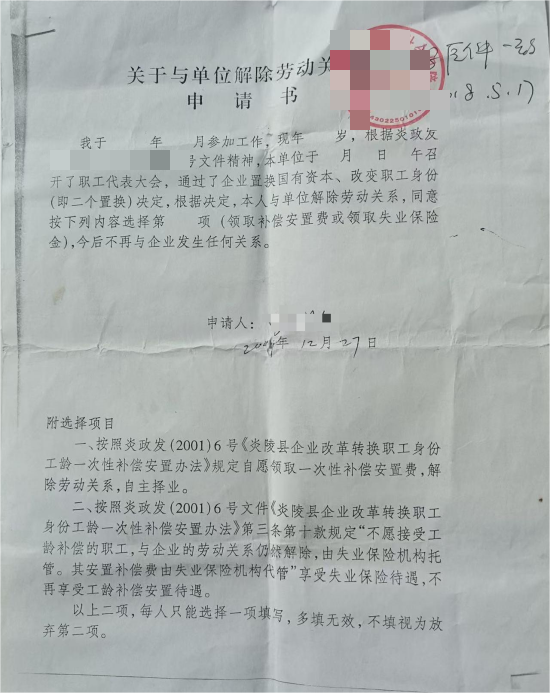 关于与单位解除劳动关
申请书
复印件一致
18.5.17
我于 年 月参加工作，现年 岁，根据炎政发
号文件精神，本单位于 月 日 午召
开了职工代表大会，通过了企业置换国有资本、改变职工身份
(即二个置换)决定，根据决定，本人与单位解除劳动关系，同意
按下列内容选择第 项(领取补偿安置费或领取失业保险
金)，今后不再与企业发生任何关系。
申请人：
年 12月27日
附选择项目
一、按照炎政发(2001)6号《炎陵县企业改革转换职工身份
工龄一次性补偿安置办法》规定自愿领取一次性补偿安置费，解
除劳动关系，自主择业。
二、按照炎政发(2001)6号文件《炎陵县企业改革转换职工
身份工龄一次性补偿安置办法》第三条第十款规定“不愿接受工
龄补偿的职工，与企业的劳动关系仍然解除，由失业保险机构托
管。其安置补偿费由失业保险机构代管”享受失业保险待遇，不
再享受工龄补偿安置待遇。
以上二项，每人只能选择一项填写，多填无效，不填视为放
弃第二项。